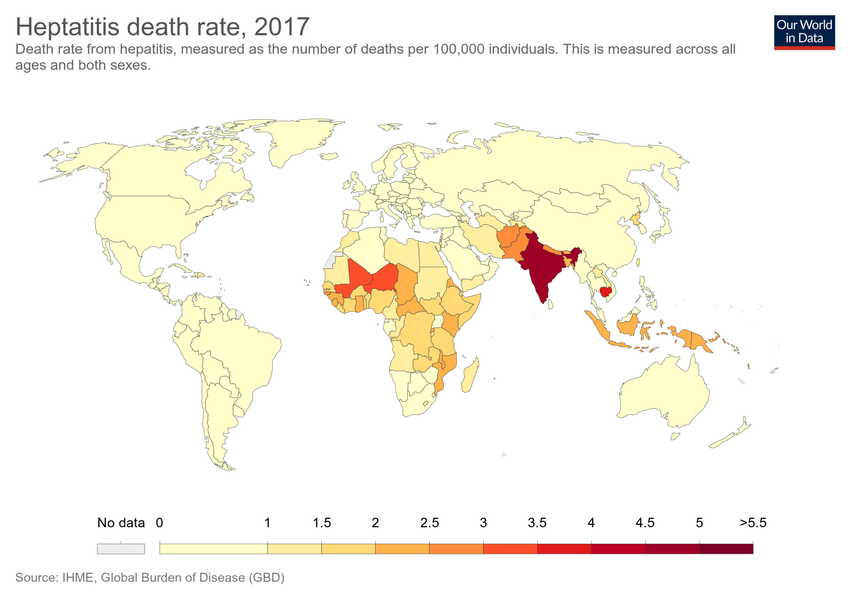 Heptatitis death rate, 2017
Our World
in Data
Death rate from hepatitis, measured as the number of deaths per 100,000 individuals. This is measured across all
ages and both sexes.
No data 0 1 1.5 2 2.5 3 3.5 4 4.5 5 >5.5
Source: IHME, Global Burden of Disease (GBD)